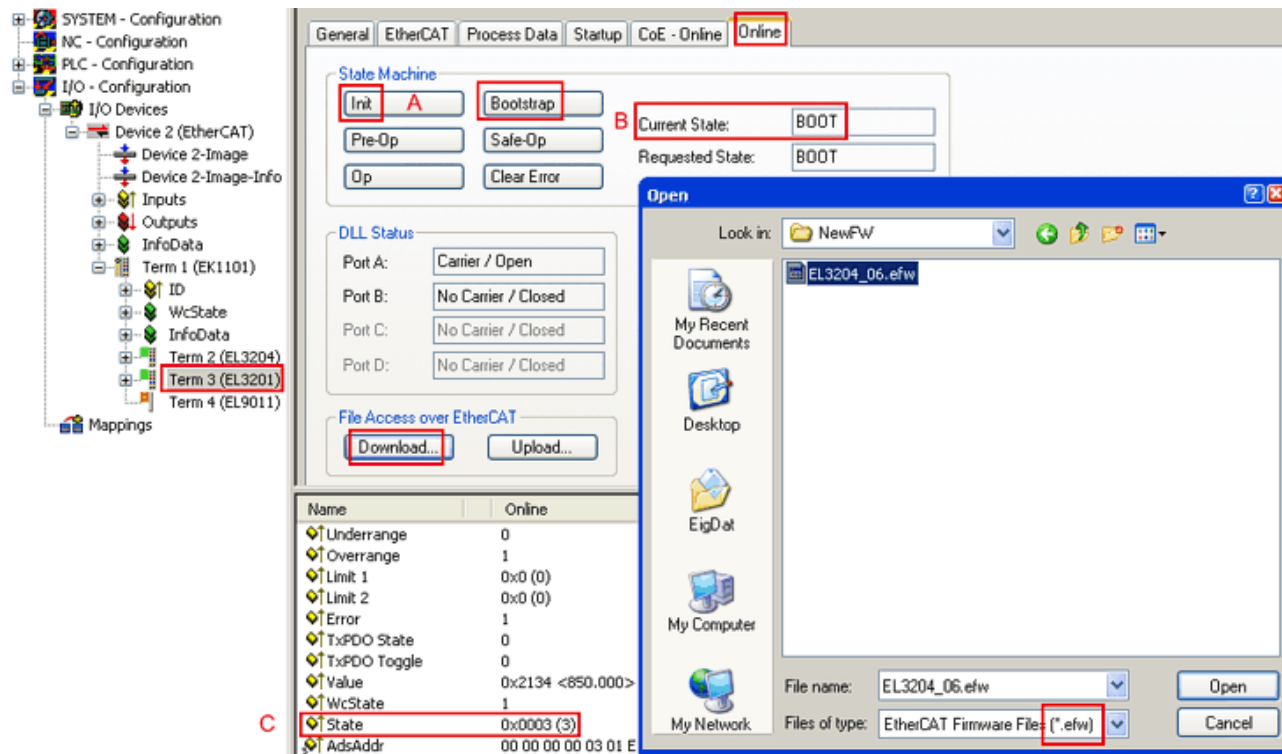 SYSTEM - Configuration
NC - Configuration
PLC - Configuration
I/O - Configuration
I/O Devices
Device 2 (EtherCAT)
Device 2-Image
Device 2-Image-Info
Inputs
Outputs
InfoData
Term 1 (EK1101)
ID
WcState
InfoData
Term 2 (EL3204)
Term 3 (EL3201)
Term 4 (EL9011)
Mappings
General EtherCAT Process Data Startup CoE - Online Online
State Machine
Init A Bootstrap
Pre-Op Safe-Op
Op Clear Error
B Current State: BOOT
Requested State: BOOT
DLL Status
Port A: Carrier / Open
Port B: No Carrier / Closed
Port C: No Carrier / Closed
Port D: No Carrier / Closed
File Access over EtherCAT
Download... Upload...
Name Online
Underrange 0
Overrange 1
Limit 1 0x0 (0)
Limit 2 0x0 (0)
Error 1
TxPDO State 0
TxPDO Toggle 0
Value 0x2134 <850.000>
WcState 1
C State 0x0003 (3)
AdsAddr 00 00 00 00 03 01 E
Open
Look in: NewFW
EL3204_06.efw
My Recent
Documents
Desktop
EigDat
My Computer
My Network
File name: EL3204_06.efw Open
Files of type: EtherCAT Firmware Files (*.efw) Cancel